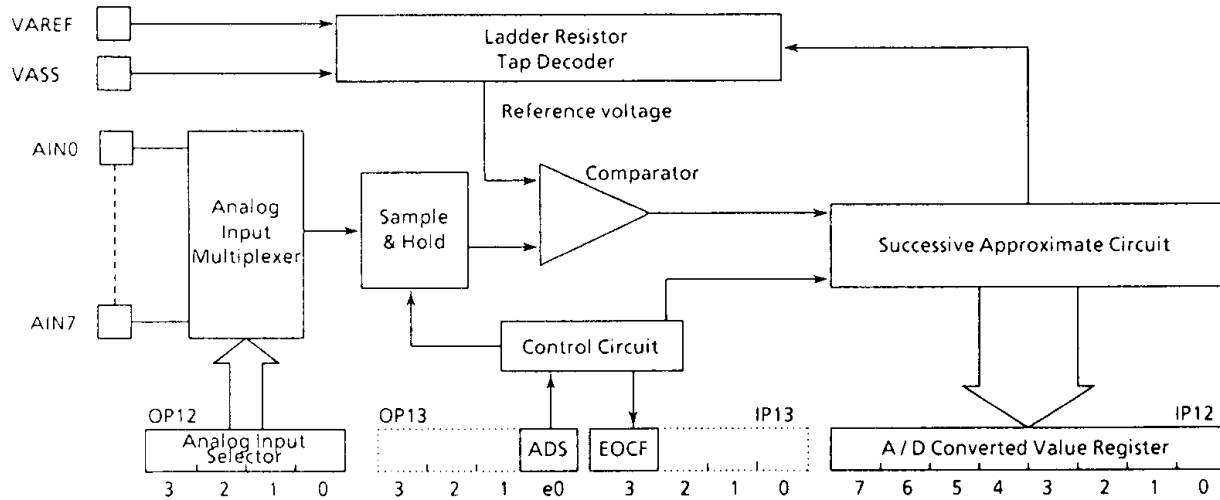 VAREF
VASS
Ladder Resistor
Tap Decoder
Reference voltage
AIN0
Analog
Input
Multiplexer
Sample
& Hold
Comparator
Successive Approximate Circuit
AIN7
Control Circuit
OP12
OP13
IP13
IP12
Analog Input
Selector
ADS
EOCF
A / D Converted Value Register
3 2 1 0
3 2 1 e0
3 2 1 0
7 6 5 4 3 2 1 0